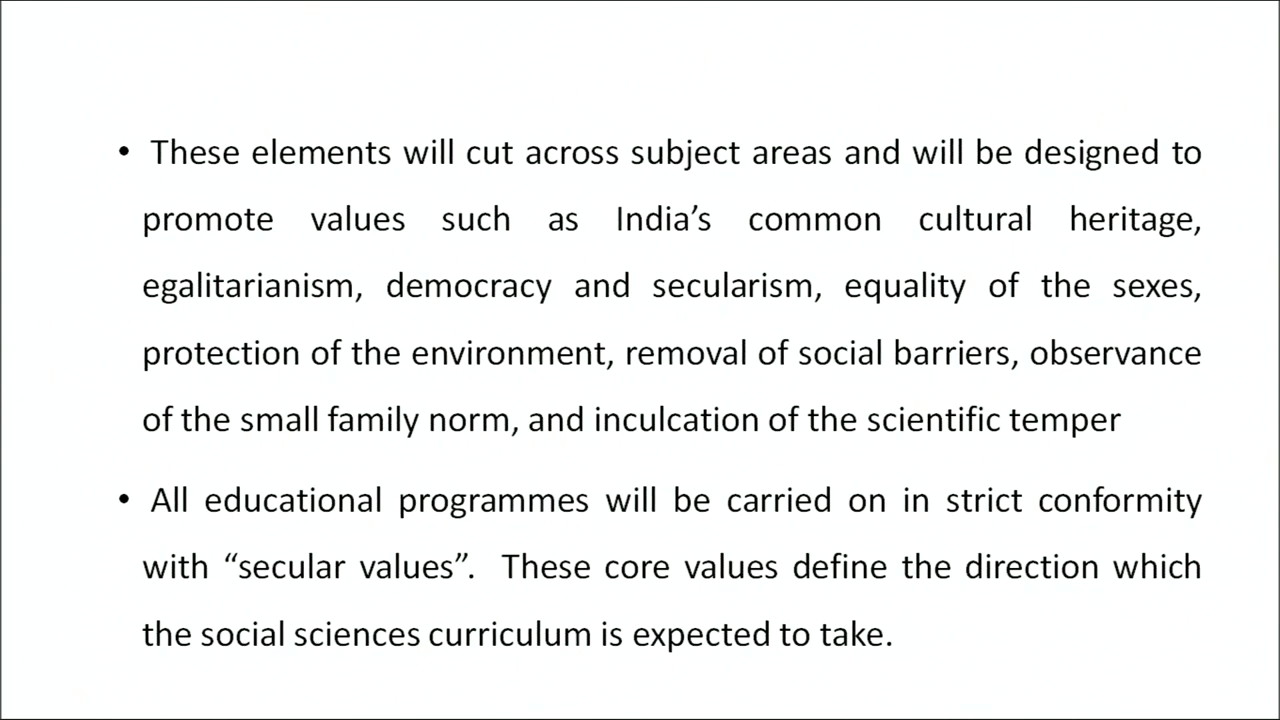 • These elements will cut across subject areas and will be designed to
promote values such as India’s common cultural heritage,
egalitarianism, democracy and secularism, equality of the sexes,
protection of the environment, removal of social barriers, observance
of the small family norm, and inculcation of the scientific temper
• All educational programmes will be carried on in strict conformity
with “secular values”. These core values define the direction which
the social sciences curriculum is expected to take.